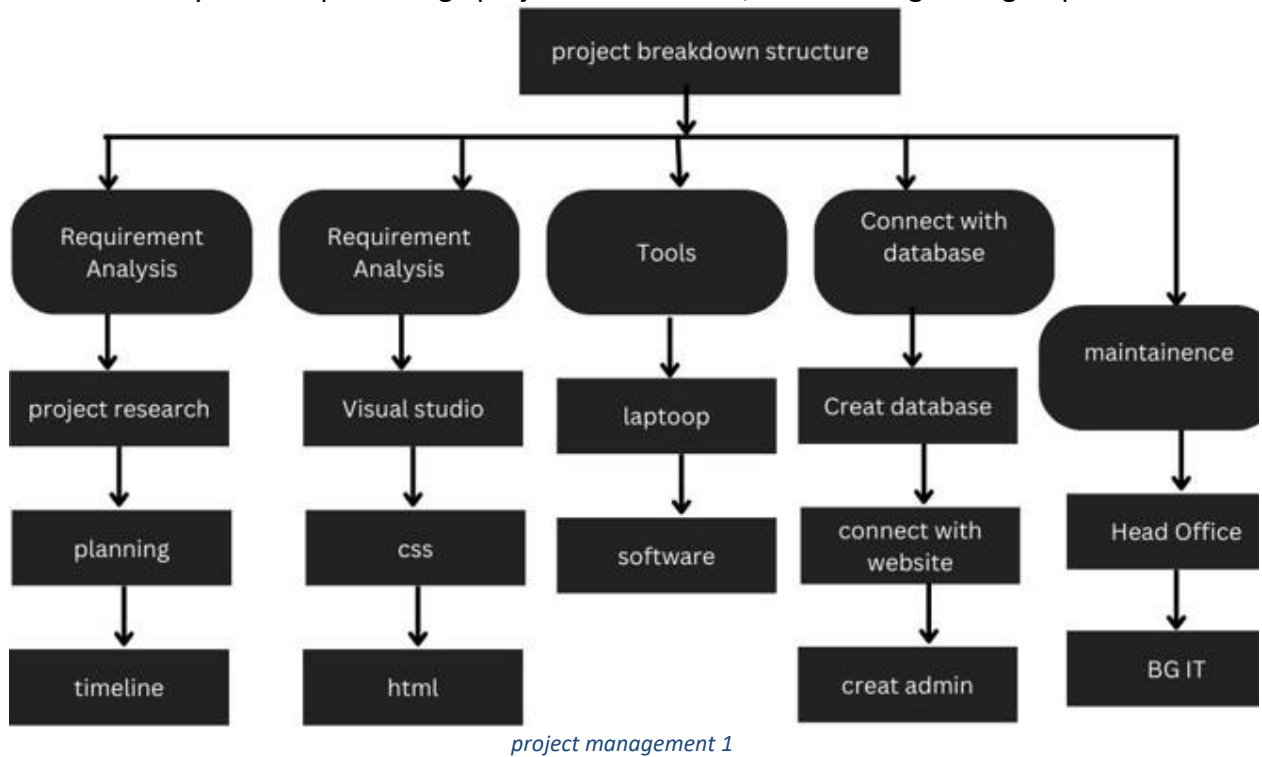 project breakdown structure
Requirement
Analysis
Requirement
Analysis
Tools
Connect with
database
maintainence
project research
Visual studio
laptoop
Creat database
Head Office
planning
css
software
connect with
website
BG IT
timeline
html
creat admin
project management 1